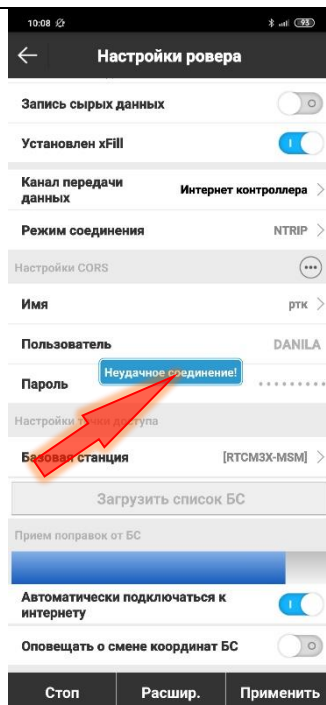 10:08 93
Настройки ровера
Запись сырых данных
Установлен xFill
Канал передачи данных Интернет контроллера
Режим соединения NTRIP
Настройки CORS
Имя ртк
Пользователь DANILA
Неудачное соединение!
Пароль ·········
Настройки точки доступа
Базовая станция [RTCM3X-MSM]
Загрузить список БС
Прием поправок от БС
Автоматически подключаться к
интернету
Оповещать о смене координат БС
Стоп Расшир. Применить